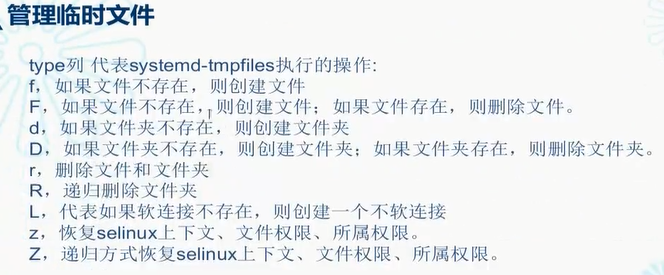 管理临时文件
type列 代表systemd-tmpfiles执行的操作:
f，如果文件不存在，则创建文件
F，如果文件不存在，则创建文件；如果文件存在，则删除文件。
d，如果文件夹不存在，则创建文件夹
D，如果文件夹不存在，则创建文件夹；如果文件夹存在，则删除文件夹。
r，删除文件和文件夹
R，递归删除文件夹
L，代表如果软连接不存在，则创建一个不软连接
z，恢复selinux上下文、文件权限、所属权限。
Z，递归方式恢复selinux上下文、文件权限、所属权限。